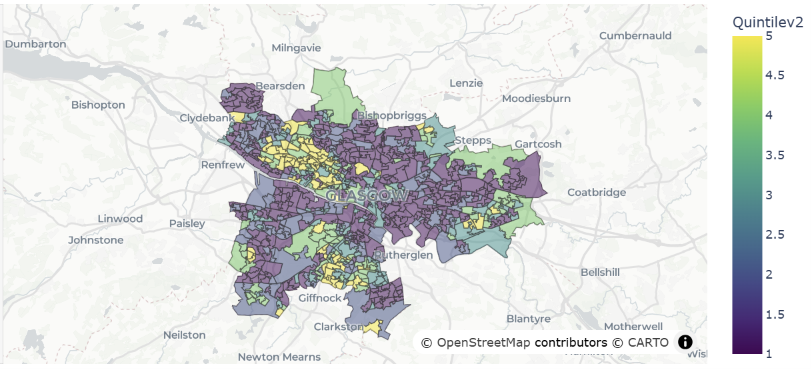 Quintilev2
5
4.5
4
3.5
3
2.5
2
1.5
1
Dumbarton
Cumbernauld
Milngavie
Bearsden
Lenzie
Moodiesburn
Bishopton
Clydebank
Bishopbriggs
Stepps
Gartcosh
Renfrew
GLASGOW
Coatbridge
Linwood
Paisley
Johnstone
Rutherglen
Bellshill
Giffnock
Blantyre
Clarkston
Motherwell
Neilston
© OpenStreetMap contributors © CARTO
Newton Mearns